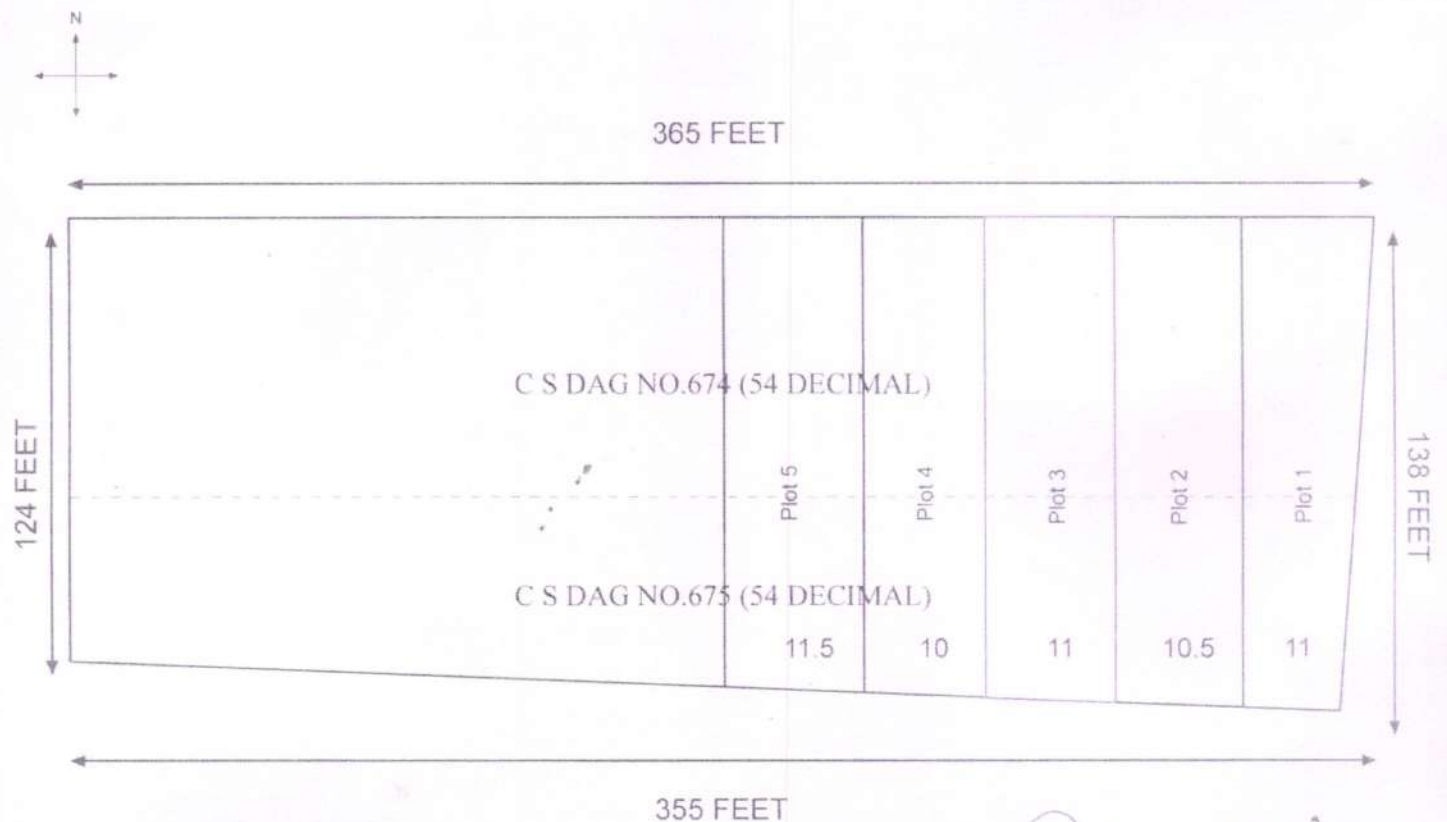 N
365 FEET
C S DAG NO.674 (54 DECIMAL)
124 FEET
138 FEET
Plot 5
Plot 4
Plot 3
Plot 2
Plot 1
C S DAG NO.675 (54 DECIMAL)
11.5
10
11
10.5
11
355 FEET